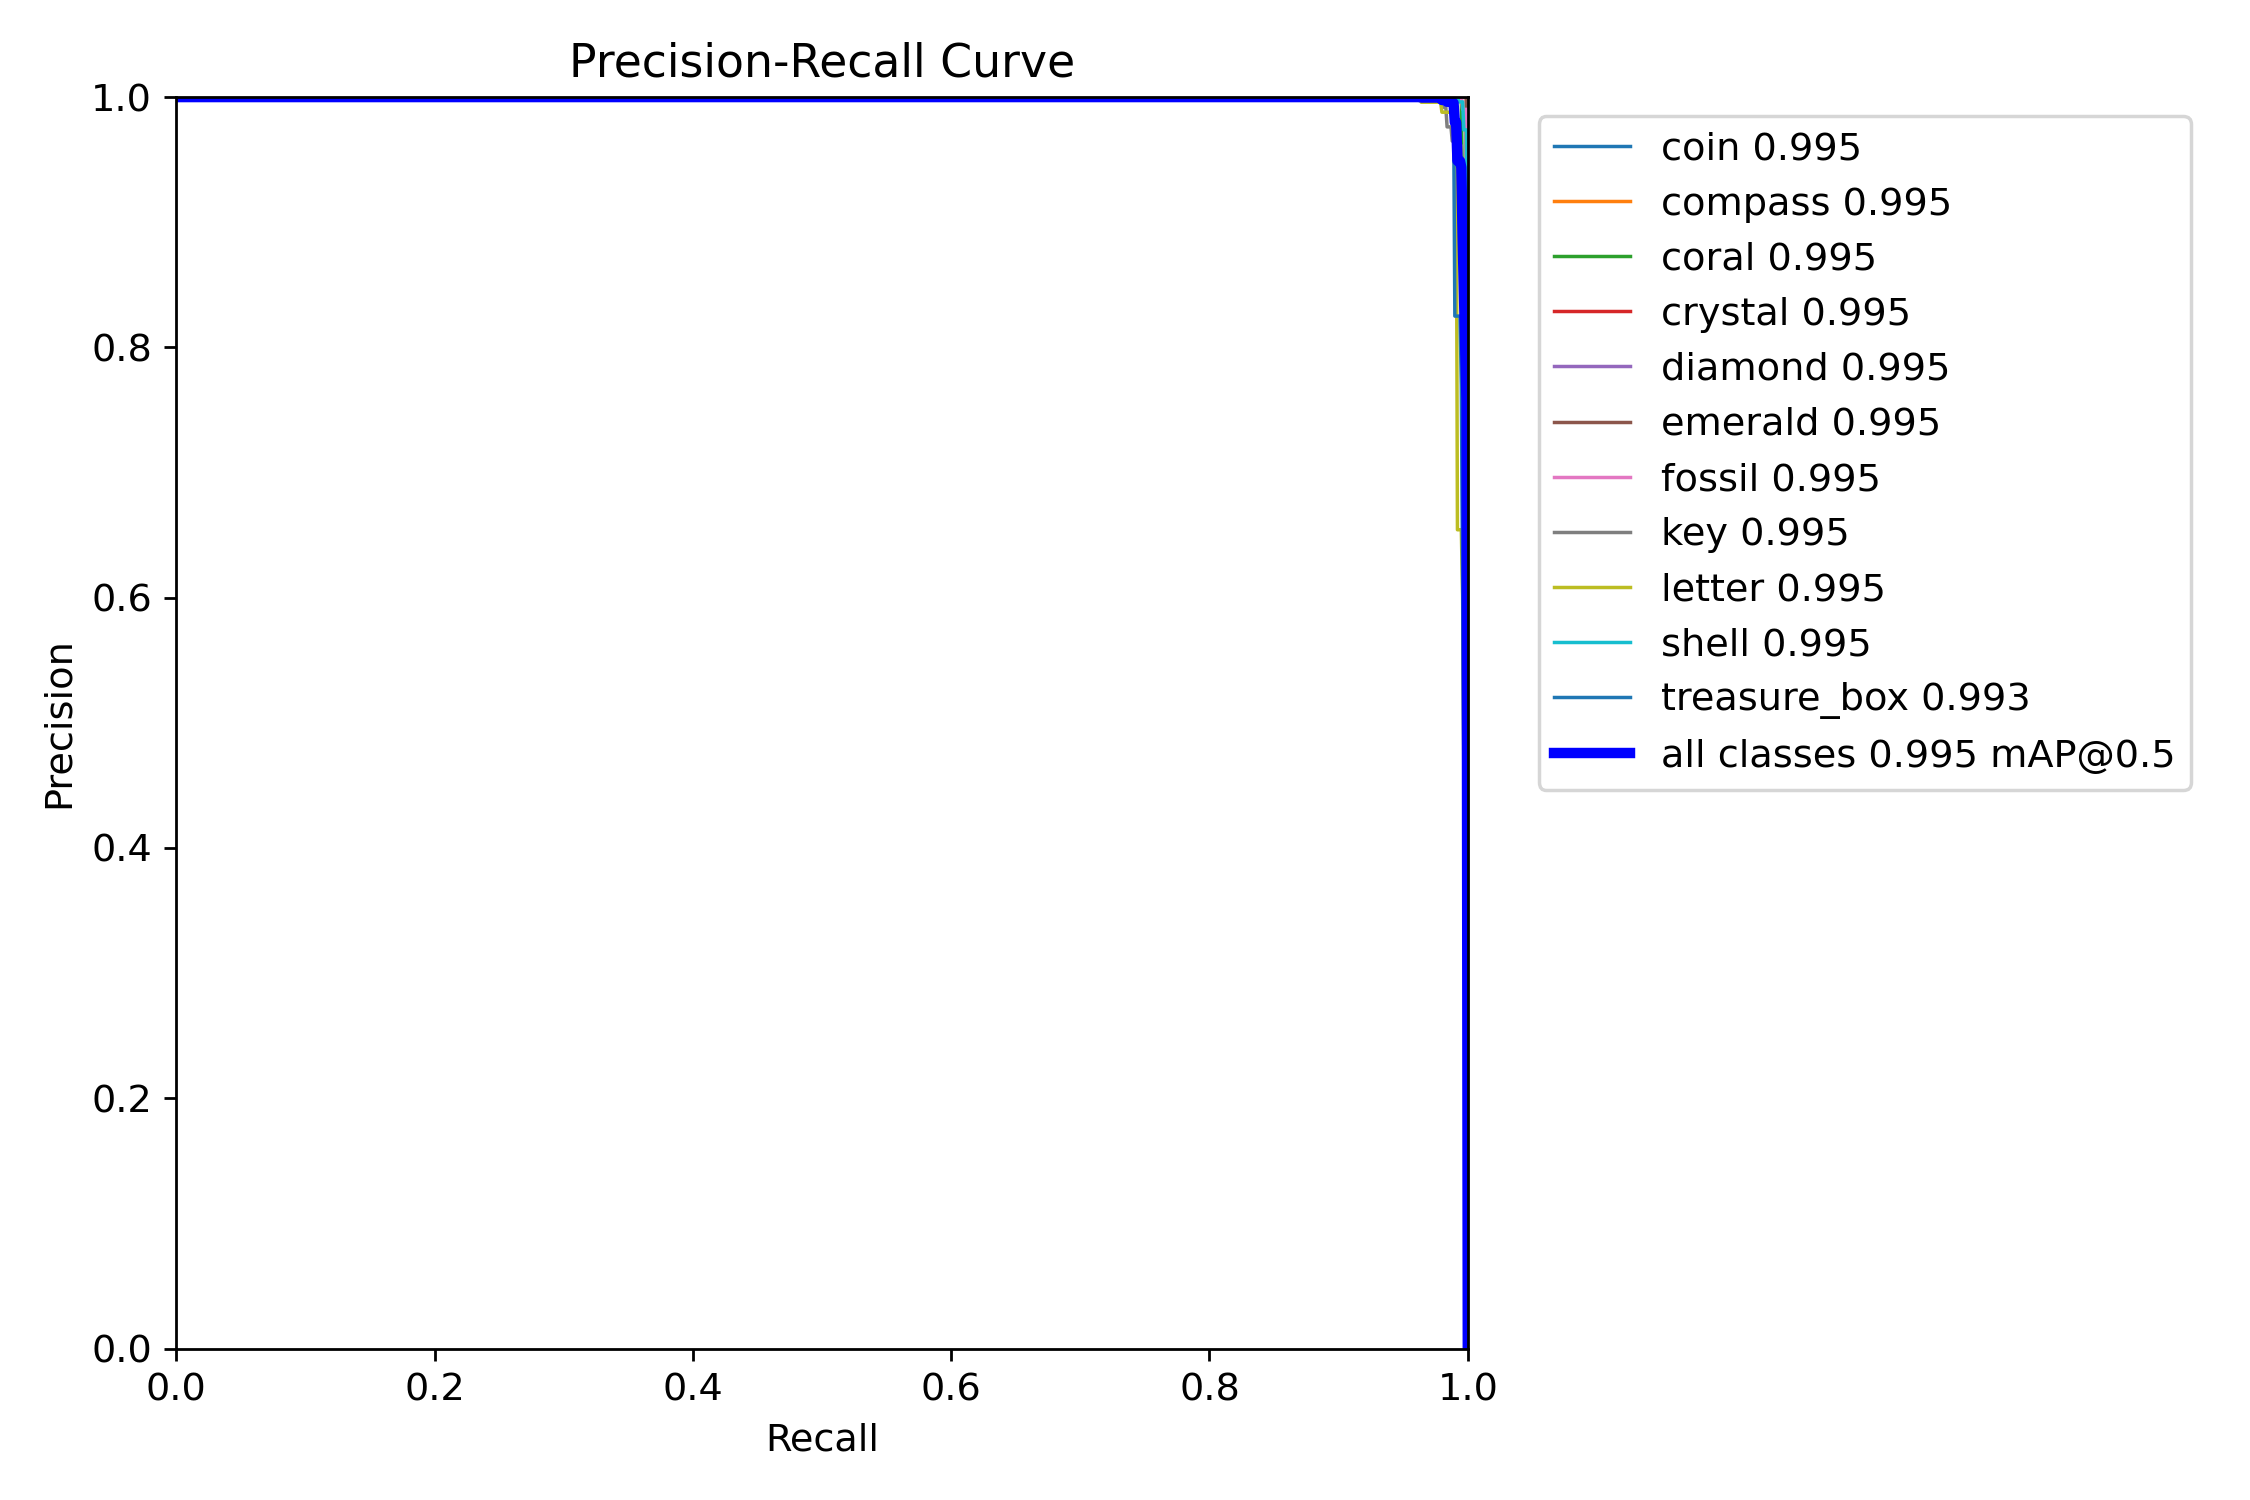 Precision-Recall Curve
1.0
0.8
0.6
0.4
0.2
0.0
Precision
0.0 0.2 0.4 0.6 0.8 1.0
Recall
coin 0.995
compass 0.995
coral 0.995
crystal 0.995
diamond 0.995
emerald 0.995
fossil 0.995
key 0.995
letter 0.995
shell 0.995
treasure_box 0.993
all classes 0.995 mAP@0.5